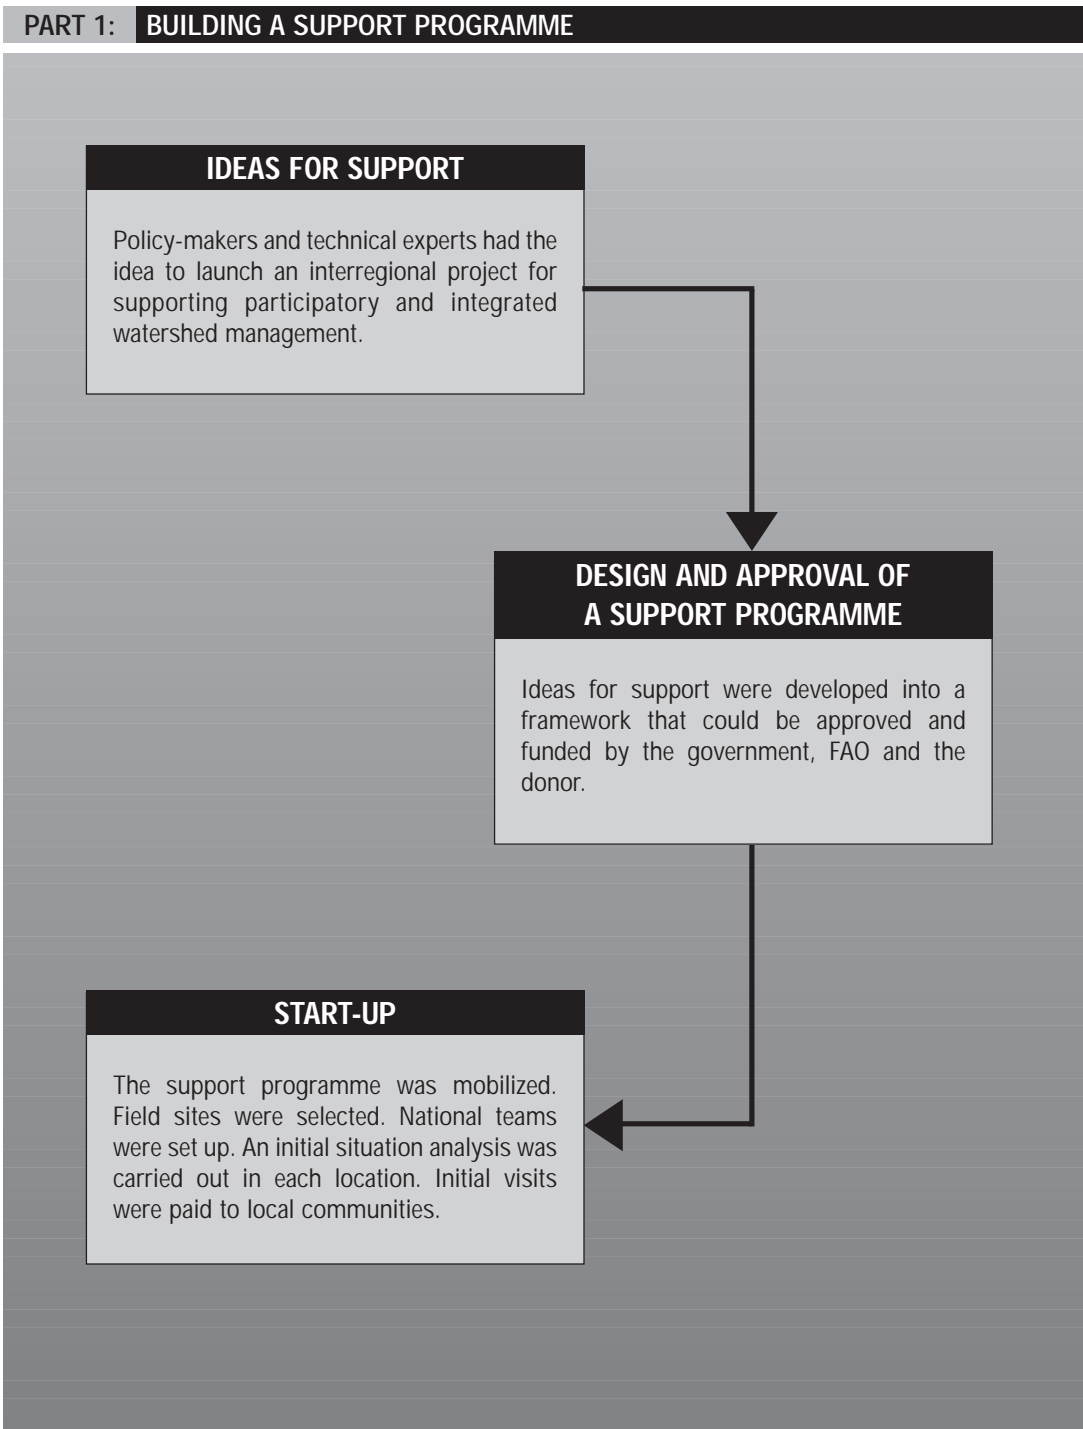 PART 1: BUILDING A SUPPORT PROGRAMME
IDEAS FOR SUPPORT
Policy-makers and technical experts had the
idea to launch an interregional project for
supporting participatory and integrated
watershed management.
DESIGN AND APPROVAL OF
A SUPPORT PROGRAMME
Ideas for support were developed into a
framework that could be approved and
funded by the government, FAO and the
donor.
START-UP
The support programme was mobilized.
Field sites were selected. National teams
were set up. An initial situation analysis was
carried out in each location. Initial visits
were paid to local communities.